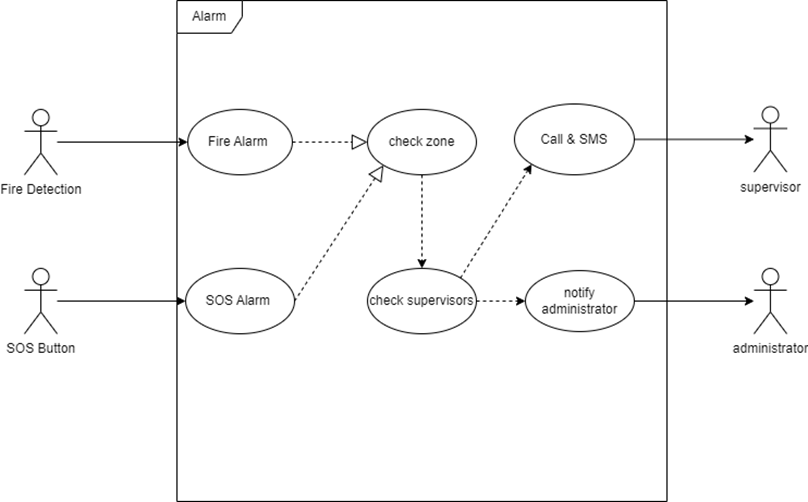 Alarm
Fire Alarm
check zone
Call & SMS
Fire Detection
supervisor
SOS Alarm
check supervisors
notify
administrator
SOS Button
administrator